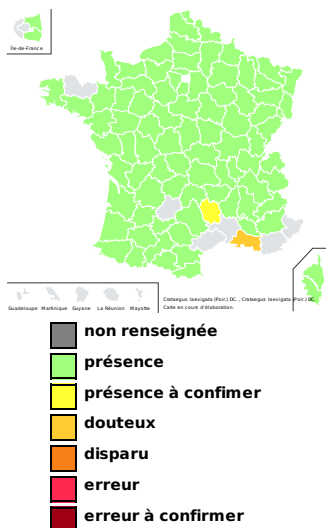 Île-de-France
Guadeloupe Martinique Guyane La Réunion Mayotte
Crataegus laevigata (Poir.) DC. , Crataegus laevigata (Poir.) DC.
Carte en cours d'élaboration.
non renseignée
présence
présence à confimer
douteux
disparu
erreur
erreur à confirmer